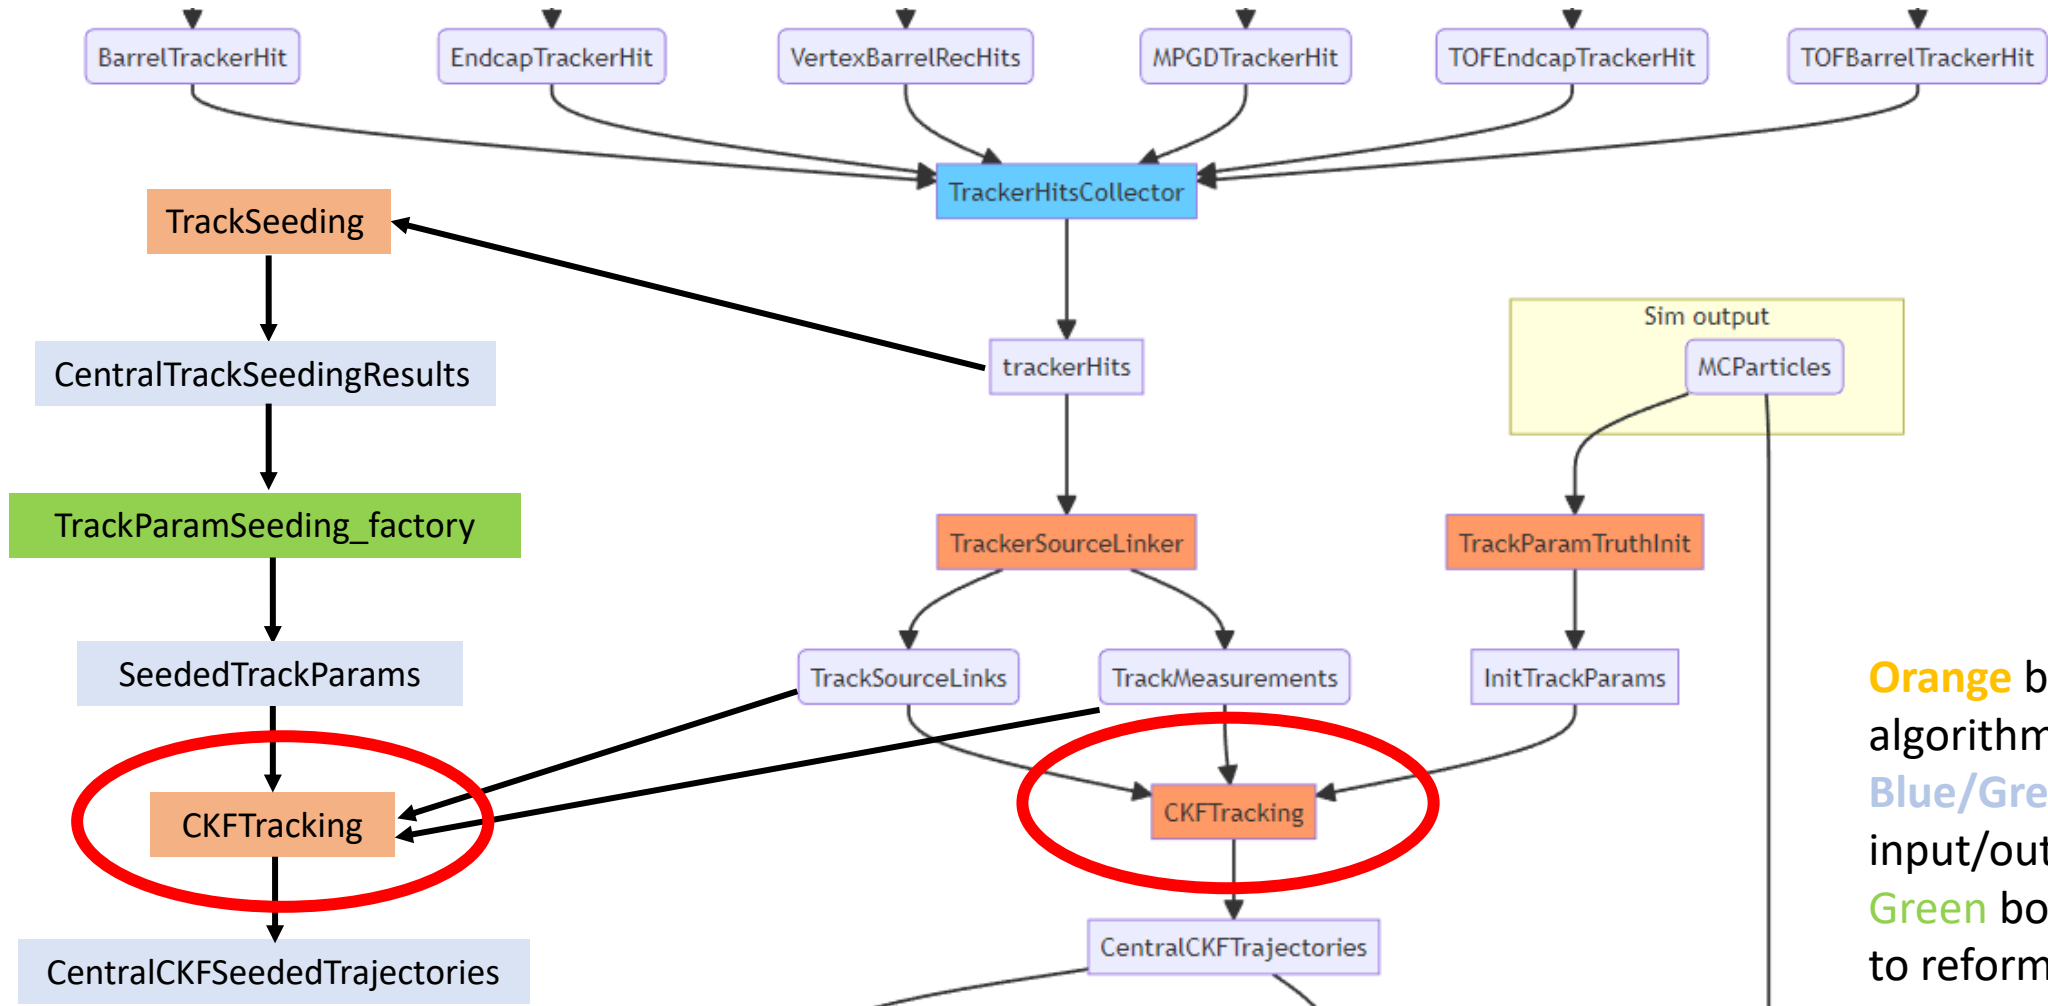 BarrelTrackerHit
EndcapTrackerHit
VertexBarrelRecHits
MPGDTrackerHit
TOFEndcapTrackerHit
TOFBarrelTrackerHit
TrackerHitsCollector
TrackSeeding
Sim output
CentralTrackSeedingResults
trackerHits
MCParticles
TrackParamSeeding_factory
TrackerSourceLinker
TrackParamTruthInit
SeededTrackParams
TrackSourceLinks
TrackMeasurements
InitTrackParams
CKFTracking
CKFTracking
CentralCKFSeededTrajectories
CentralCKFTrajectories
Orange
algorithm
Blue/Gre
input/out
Green bo
to reform